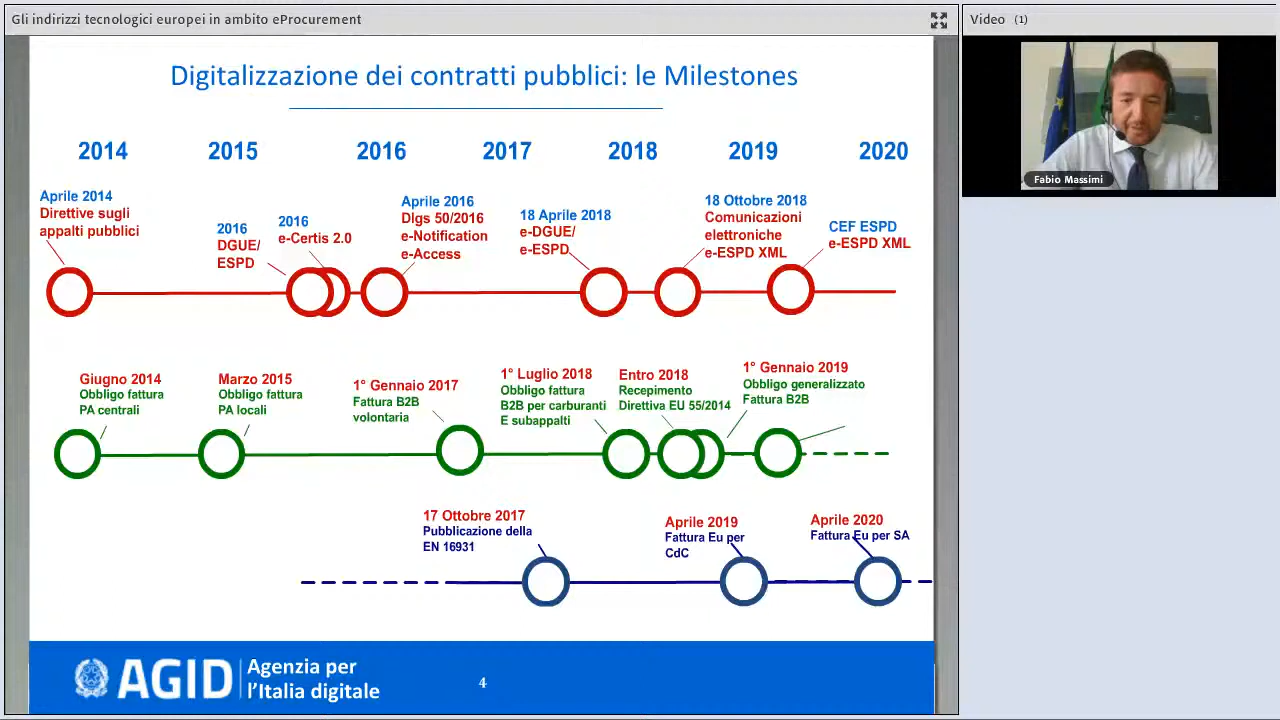 Gli indirizzi tecnologici europei in ambito eProcurement
Video (1)
Fabio Massimi
Digitalizzazione dei contratti pubblici: le Milestones
2014 2015 2016 2017 2018 2019 2020
Aprile 2014
Direttive sugli
appalti pubblici
2016
DGUE/
ESPD
2016
e-Certis 2.0
Aprile 2016
Dlgs 50/2016
e-Notification
e-Access
18 Aprile 2018
e-DGUE/
e-ESPD
18 Ottobre 2018
Comunicazioni
elettroniche
e-ESPD XML
CEF ESPD
e-ESPD XML
Giugno 2014
Obbligo fattura
PA centrali
Marzo 2015
Obbligo fattura
PA locali
1° Gennaio 2017
Fattura B2B
volontaria
1° Luglio 2018
Obbligo fattura
B2B per carburanti
E subappalti
Entro 2018
Recepimento
Direttiva EU 55/2014
1° Gennaio 2019
Obbligo generalizzato
Fattura B2B
17 Ottobre 2017
Pubblicazione della
EN 16931
Aprile 2019
Fattura Eu per
CdC
Aprile 2020
Fattura Eu per SA
AGID
Agenzia per
l'Italia digitale
4